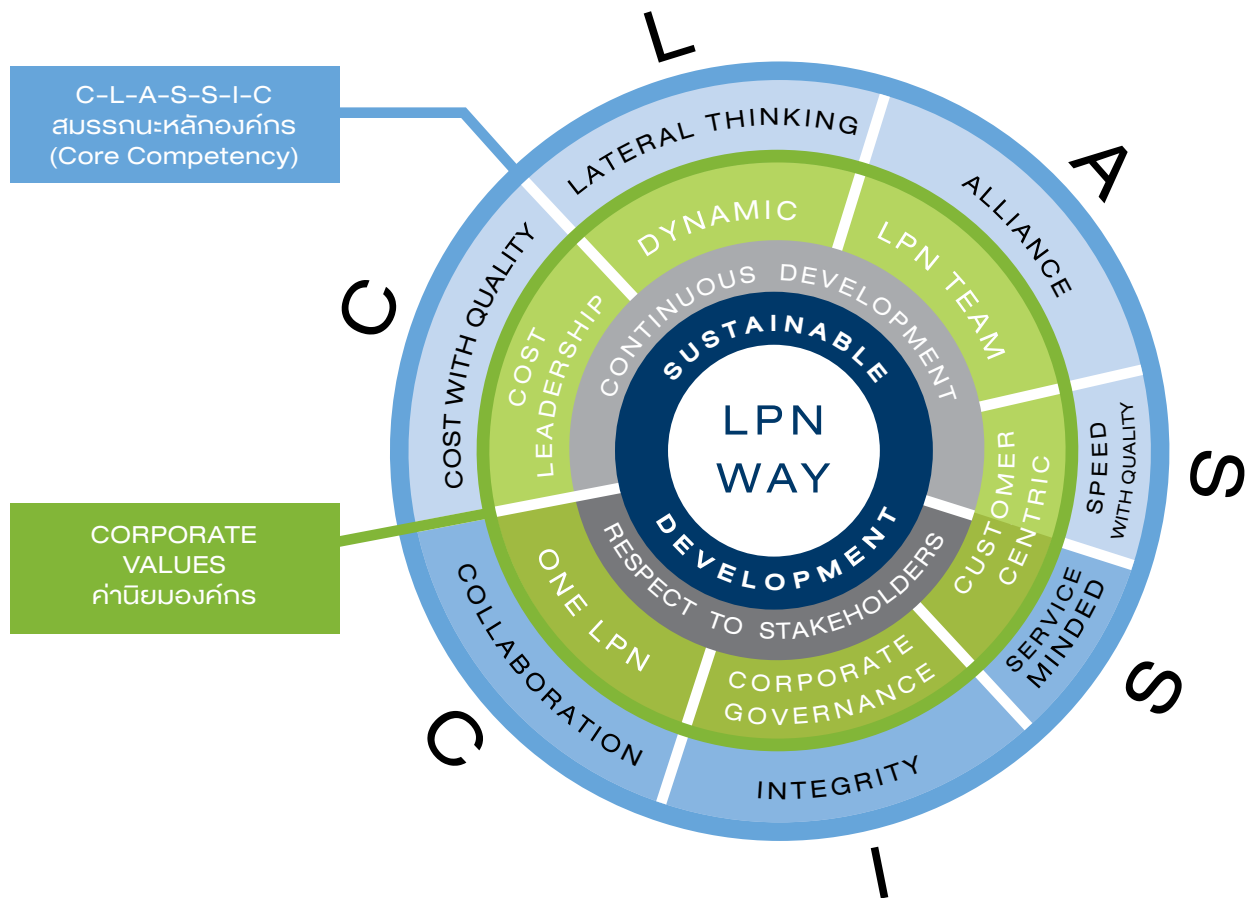 C-L-A-S-S-I-C
สมรรถนะหลักองค์กร
(Core Competency)
CORPORATE
VALUES
ค่านิยมองค์กร
C
L
A
S
S
I
C
COST WITH QUALITY
LATERAL THINKING
ALLIANCE
SPEED
WITH QUALITY
SERVICE
MINDED
INTEGRITY
COLLABORATION
COST
LEADERSHIP
DYNAMIC
LPN TEAM
CUSTOMER
CENTRIC
CORPORATE
GOVERNANCE
ONE LPN
CONTINUOUS DEVELOPMENT
RESPECT TO STAKEHOLDERS
SUSTAINABLE
DEVELOPMENT
LPN
WAY